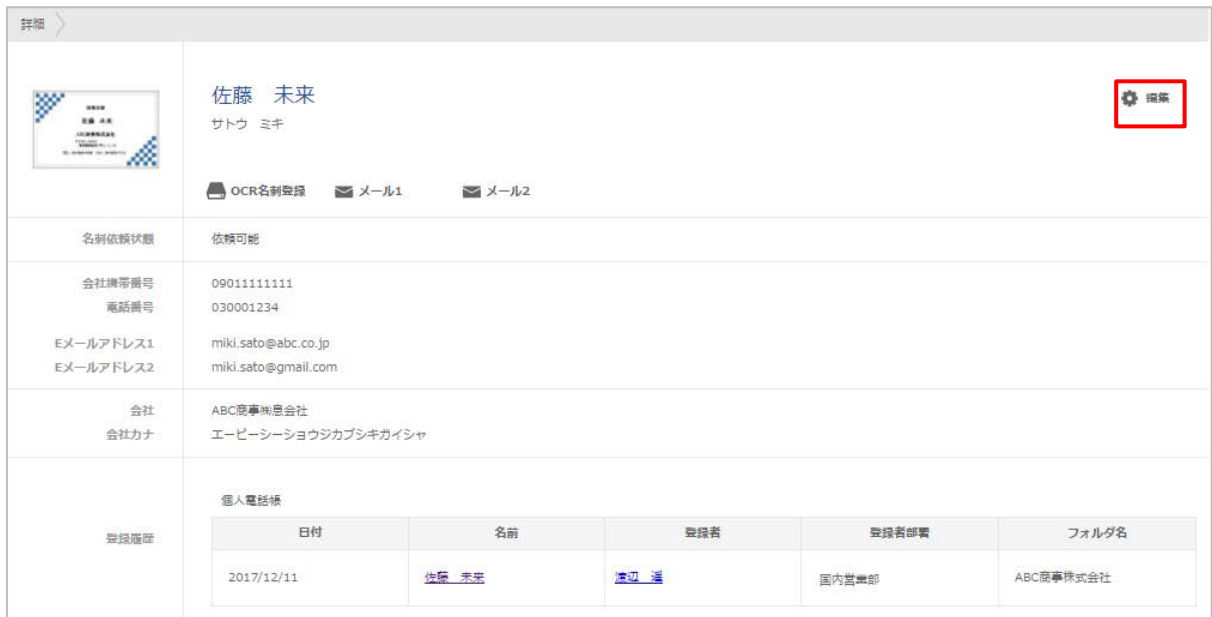 詳細
佐藤　未来
サトウ ミキ
編集
佐藤 未来
OCR名刺登録 メール1 メール2
名刺依頼状態 依頼可能
会社携帯番号 09011111111
電話番号 030001234
Eメールアドレス1 miki.sato@abc.co.jp
Eメールアドレス2 miki.sato@gmail.com
会社 ABC商事㈱息会社
会社カナ エービーシーショウジカブシキガイシャ
個人電話帳
登録履歴
日付 名前 登録者 登録者部署 フォルダ名
2017/12/11 佐藤　未来 渡辺　遥 国内営業部 ABC商事株式会社